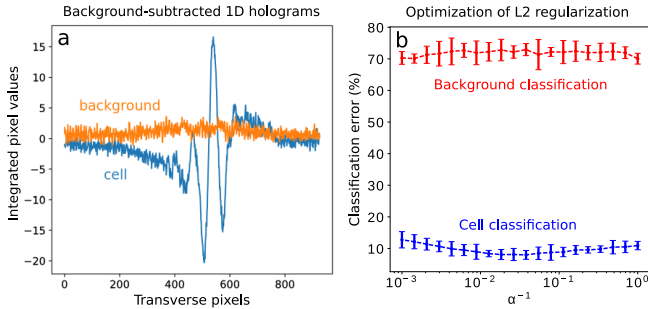 Background-subtracted 1D holograms
a
background
cell
Integrated pixel values
15
10
5
0
−5
−10
−15
−20
0
200
400
600
800
Transverse pixels
Optimization of L2 regularization
b
Background classification
Cell classification
Classification error (%)
80
70
60
50
40
30
20
10
10⁻³
10⁻²
10⁻¹
10⁰
α⁻¹